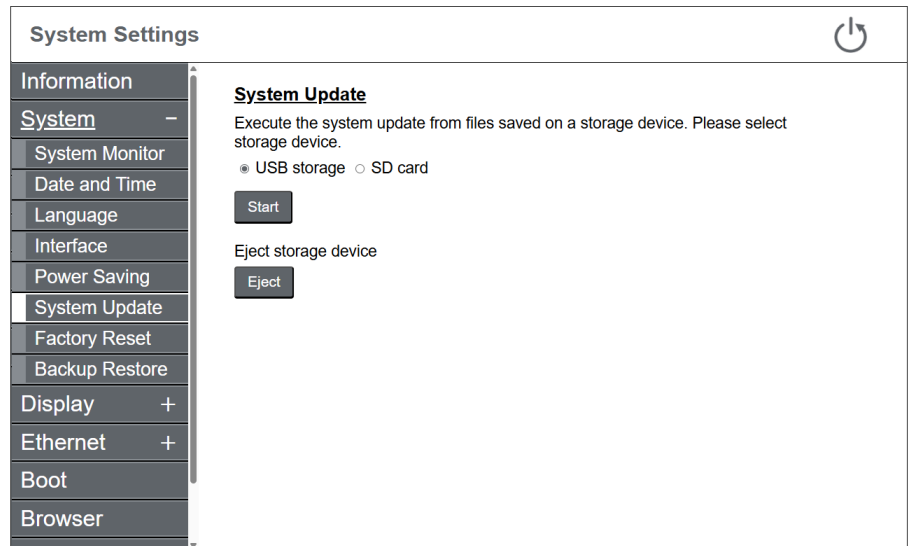 System Settings
Information
System −
System Monitor
Date and Time
Language
Interface
Power Saving
System Update
Factory Reset
Backup Restore
Display +
Ethernet +
Boot
Browser
System Update
Execute the system update from files saved on a storage device. Please select
storage device.
USB storage SD card
Start
Eject storage device
Eject